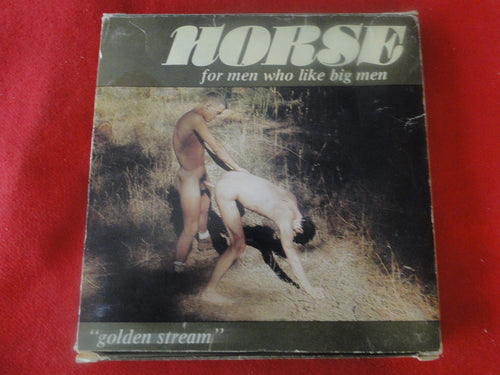 HORSE
for men who like big men
"golden stream"